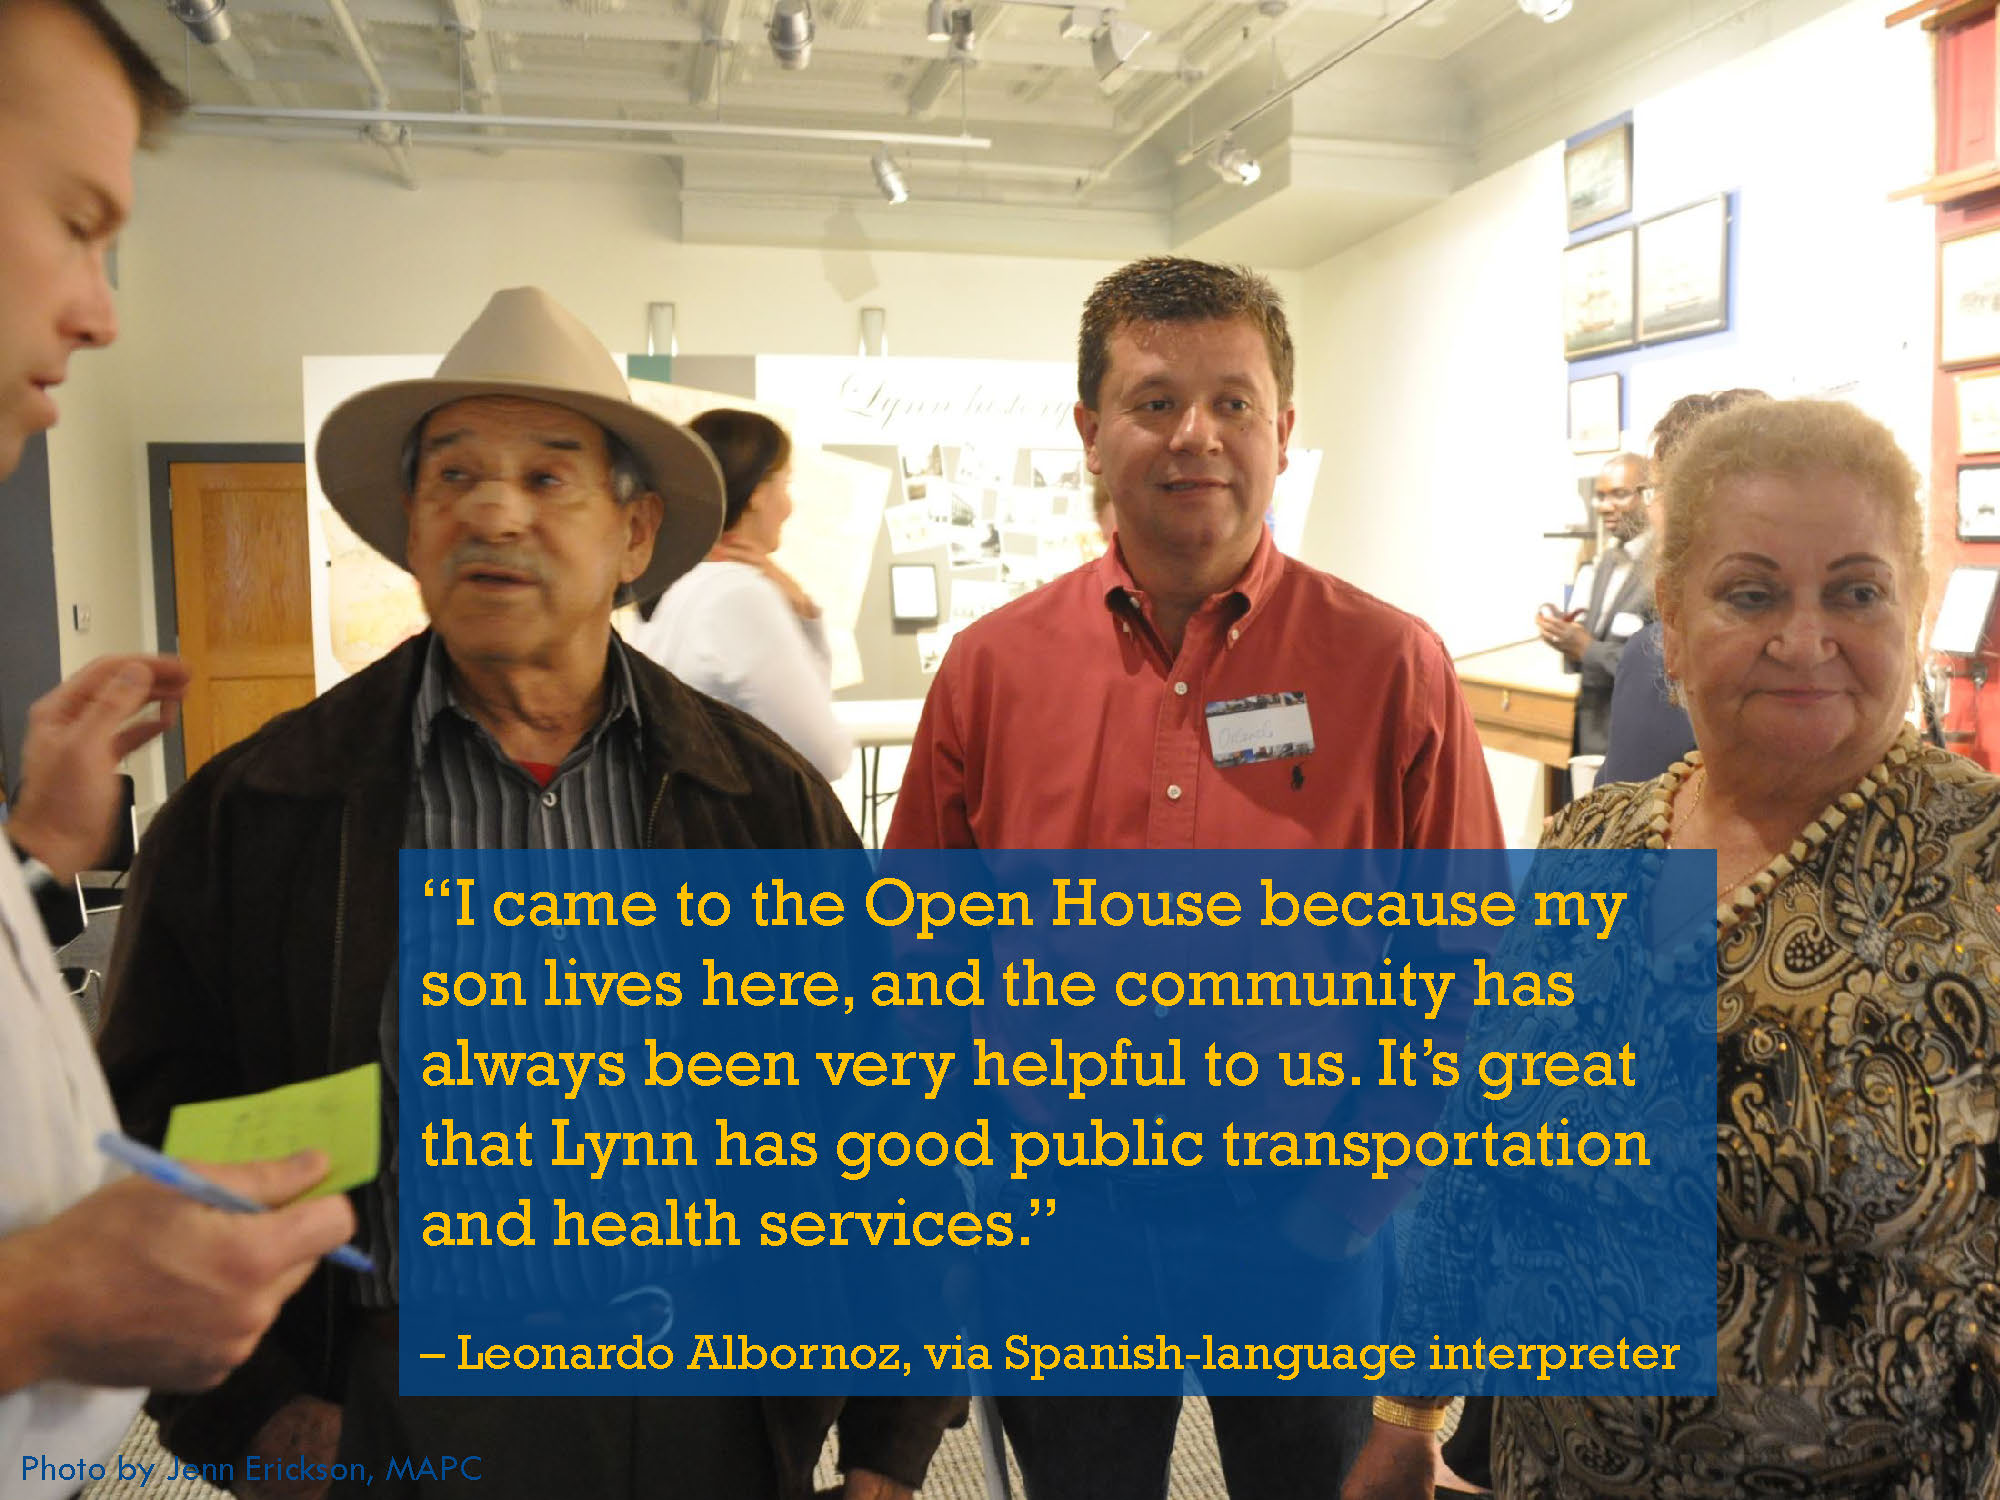 Lynn history
“I came to the Open House because my
son lives here, and the community has
always been very helpful to us. It’s great
that Lynn has good public transportation
and health services.”
– Leonardo Albornoz, via Spanish-language interpreter
Photo by Jenn Erickson, MAPC